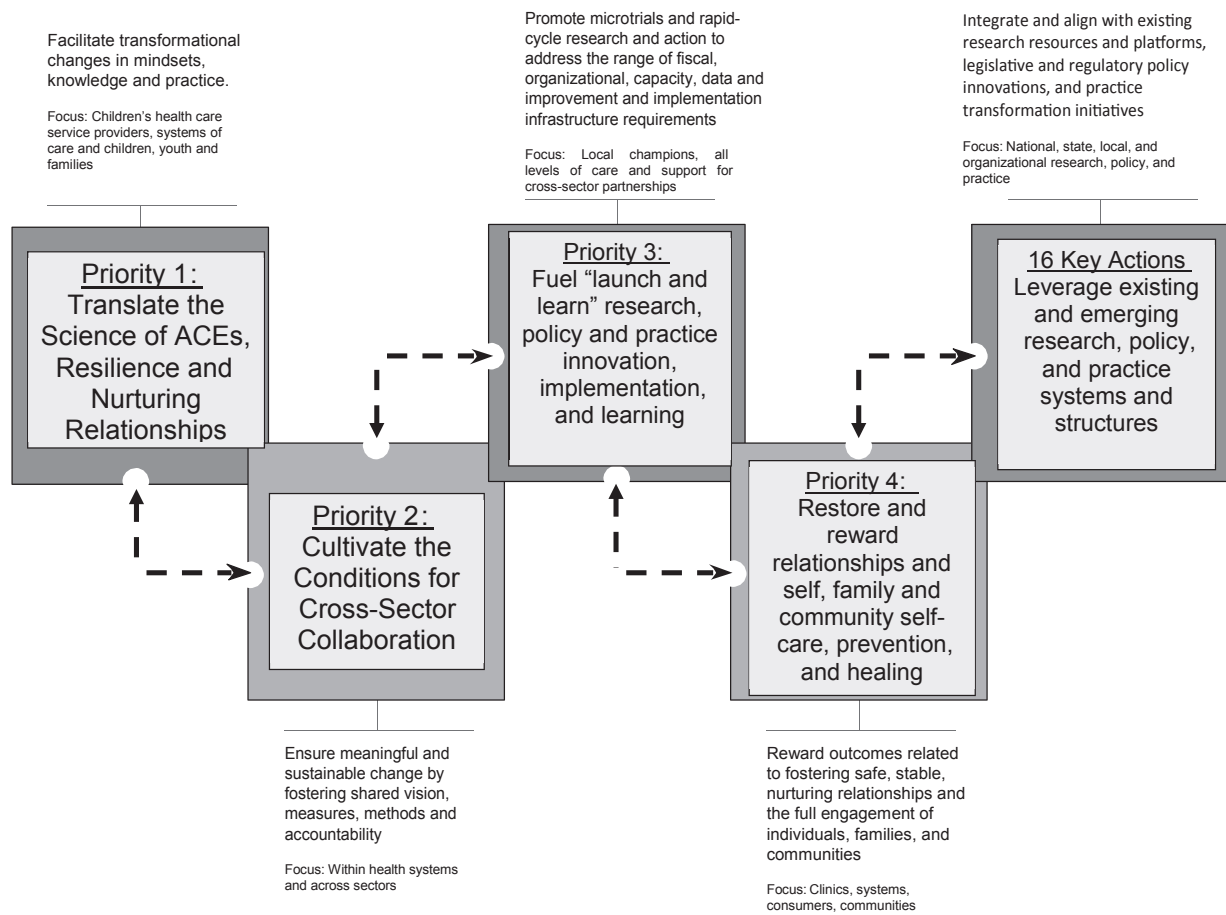 Facilitate transformational
changes in mindsets,
knowledge and practice.
Focus: Children's health care
service providers, systems of
care and children, youth and
families
Priority 1:
Translate the
Science of ACEs,
Resilience and
Nurturing
Relationships
Priority 2:
Cultivate the
Conditions for
Cross-Sector
Collaboration
Ensure meaningful and
sustainable change by
fostering shared vision,
measures, methods and
accountability
Focus: Within health systems
and across sectors
Promote microtrials and rapid-
cycle research and action to
address the range of fiscal,
organizational, capacity, data and
improvement and implementation
infrastructure requirements
Focus: Local champions, all
levels of care and support for
cross-sector partnerships
Priority 3:
Fuel “launch and
learn” research,
policy and practice
innovation,
implementation,
and learning
Priority 4:
Restore and
reward
relationships and
self, family and
community self-
care, prevention,
and healing
Reward outcomes related
to fostering safe, stable,
nurturing relationships and
the full engagement of
individuals, families, and
communities
Focus: Clinics, systems,
consumers, communities
Integrate and align with existing
research resources and platforms,
legislative and regulatory policy
innovations, and practice
transformation initiatives
Focus: National, state, local, and
organizational research, policy, and
practice
16 Key Actions
Leverage existing
and emerging
research, policy,
and practice
systems and
structures